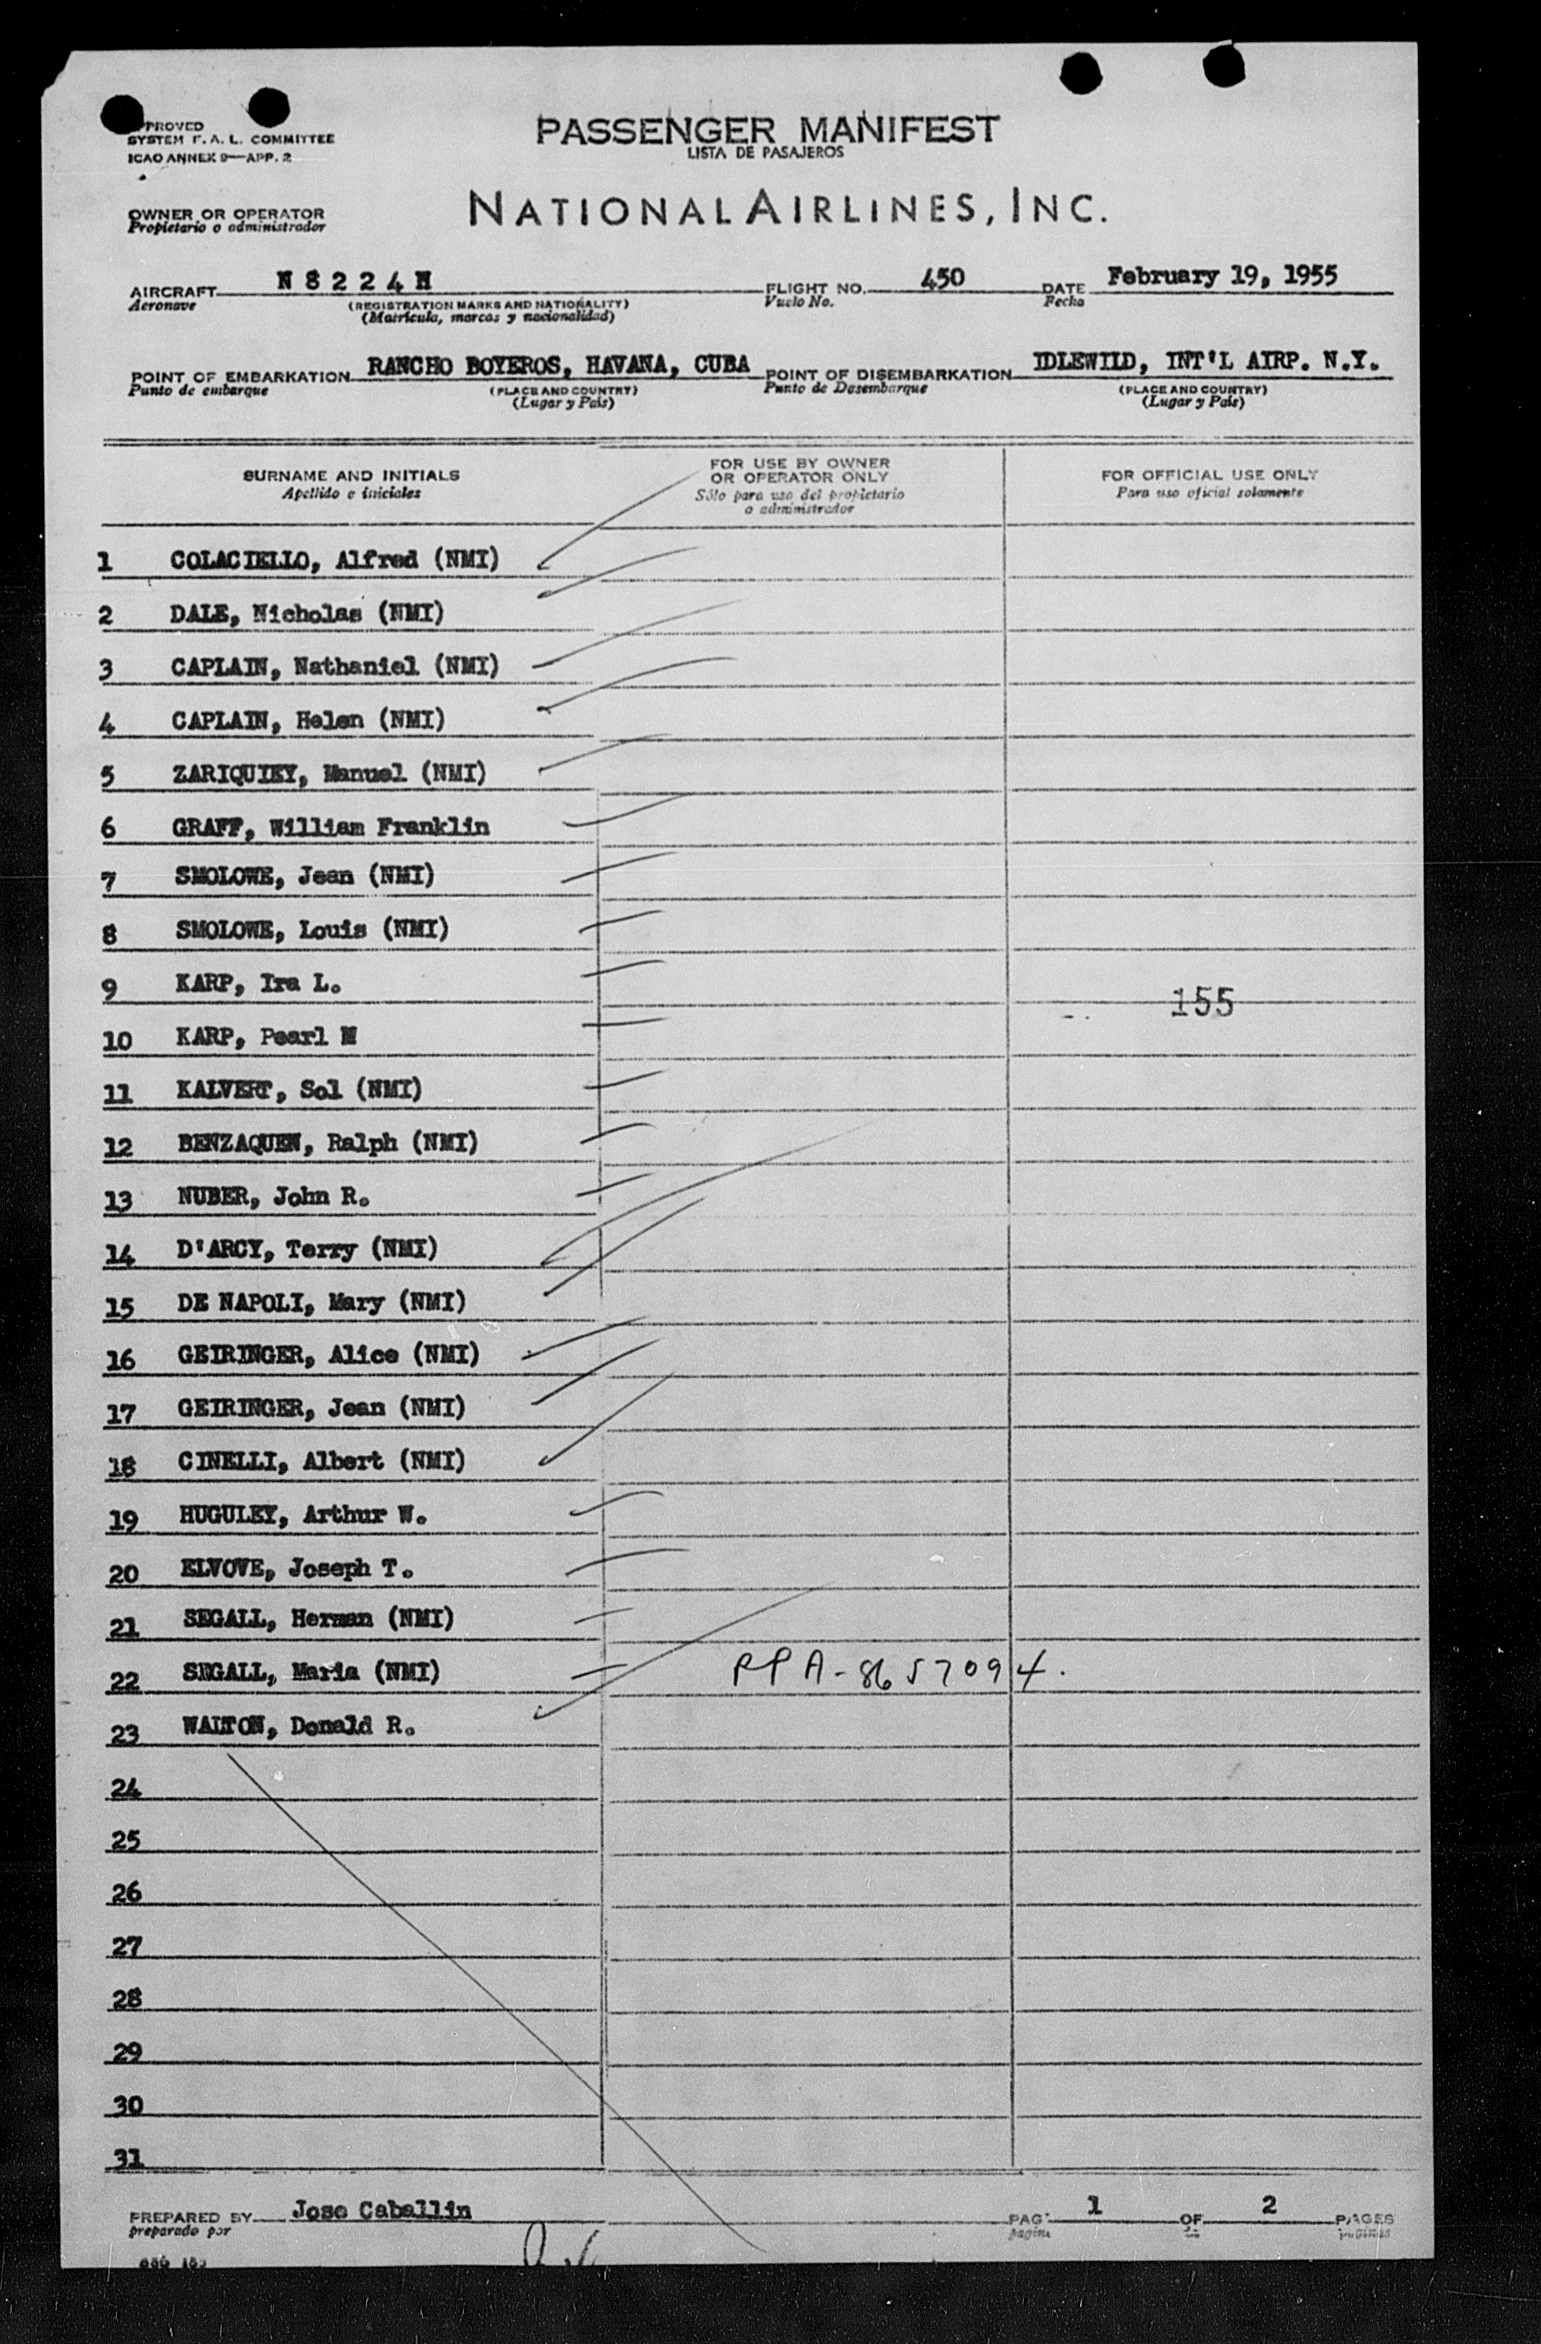 PASSENGER MANIFEST
LISTA DE PASAJEROS
APPROVED
SYSTEM F. A. L. COMMITTEE
ICAO ANNEX 9—APP. 2
NATIONAL AIRLINES, INC.
OWNER OR OPERATOR
Propietario o administrador
AIRCRAFT N 8 2 2 4 H FLIGHT NO. 450 DATE February 19, 1955
Aeronave (REGISTRATION MARKS AND NATIONALITY) Vuelo No. Fecha
(Matrícula, marcas y nacionalidad)
POINT OF EMBARKATION RANCHO BOYEROS, HAVANA, CUBA POINT OF DISEMBARKATION IDLEWILD, INT'L AIRP. N.Y.
Punto de embarque (PLACE AND COUNTRY) Punto de Desembarque (PLACE AND COUNTRY)
(Lugar y País) (Lugar y País)
SURNAME AND INITIALS
Apellido e iniciales
FOR USE BY OWNER
OR OPERATOR ONLY
Sólo para uso del propietario
o administrador
FOR OFFICIAL USE ONLY
Para uso oficial solamente
1 COLACIELLO, Alfred (NMI)
2 DALE, Nicholas (NMI)
3 CAPLAIN, Nathaniel (NMI)
4 CAPLAIN, Helen (NMI)
5 ZARIQUIEY, Manuel (NMI)
6 GRAFF, William Franklin
7 SMOLOWE, Jean (NMI)
8 SMOLOWE, Louis (NMI)
9 KARP, Ira L.
155
10 KARP, Pearl M
11 KALVERT, Sol (NMI)
12 BENZAQUEN, Ralph (NMI)
13 NUBER, John R.
14 D'ARCY, Terry (NMI)
15 DE NAPOLI, Mary (NMI)
16 GEIRINGER, Alice (NMI)
17 GEIRINGER, Jean (NMI)
18 CINELLI, Albert (NMI)
19 HUGULEY, Arthur W.
20 ELVOVE, Joseph T.
21 SEGALL, Herman (NMI)
22 SEGALL, Maria (NMI) PPA-8657094.
23 WALTON, Donald R.
24
25
26
27
28
29
30
31
PREPARED BY Jose Caballin PAG. 1 OF 2 PAGES
preparado por pagina de paginas